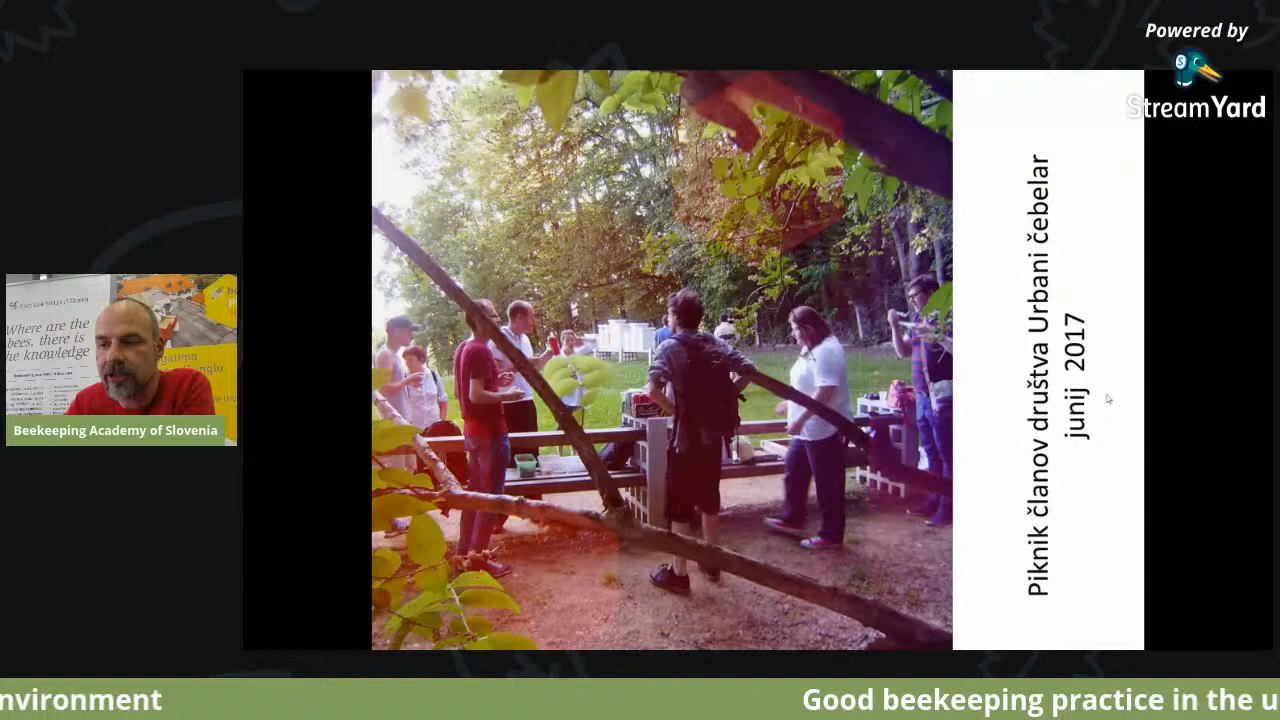 Powered by
StreamYard
Where are the
bees, there is
he knowledge
Beekeeping Academy of Slovenia
Piknik članov društva Urbani čebelar
junij 2017
nvironment
Good beekeeping practice in the u